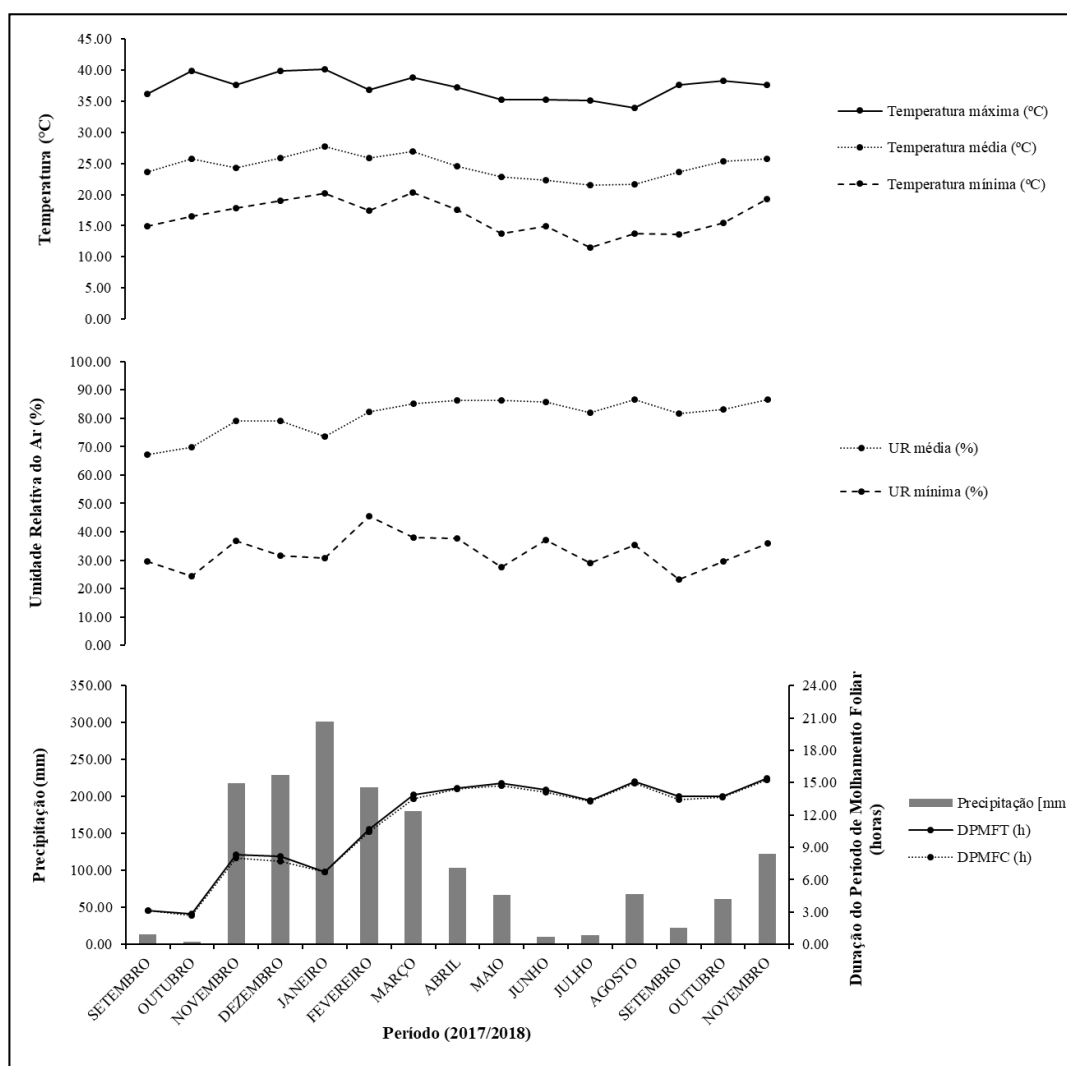 45.00
40.00
35.00
30.00
25.00
20.00
15.00
10.00
5.00
0.00
Temperatura (°C)
Temperatura máxima (°C)
Temperatura média (°C)
Temperatura mínima (°C)
100.00
90.00
80.00
70.00
60.00
50.00
40.00
30.00
20.00
10.00
0.00
Umidade Relativa do Ar (%)
UR média (%)
UR mínima (%)
350.00
300.00
250.00
200.00
150.00
100.00
50.00
0.00
Precipitação (mm)
24.00
21.00
18.00
15.00
12.00
9.00
6.00
3.00
0.00
Duração do Período de Molhamento Foliar
(horas)
Precipitação [mm
DPMFT (h)
DPMFC (h)
SETEMBRO
OUTUBRO
NOVEMBRO
DEZEMBRO
JANEIRO
FEVEREIRO
MARÇO
ABRIL
MAIO
JUNHO
JULHO
AGOSTO
SETEMBRO
OUTUBRO
NOVEMBRO
Período (2017/2018)